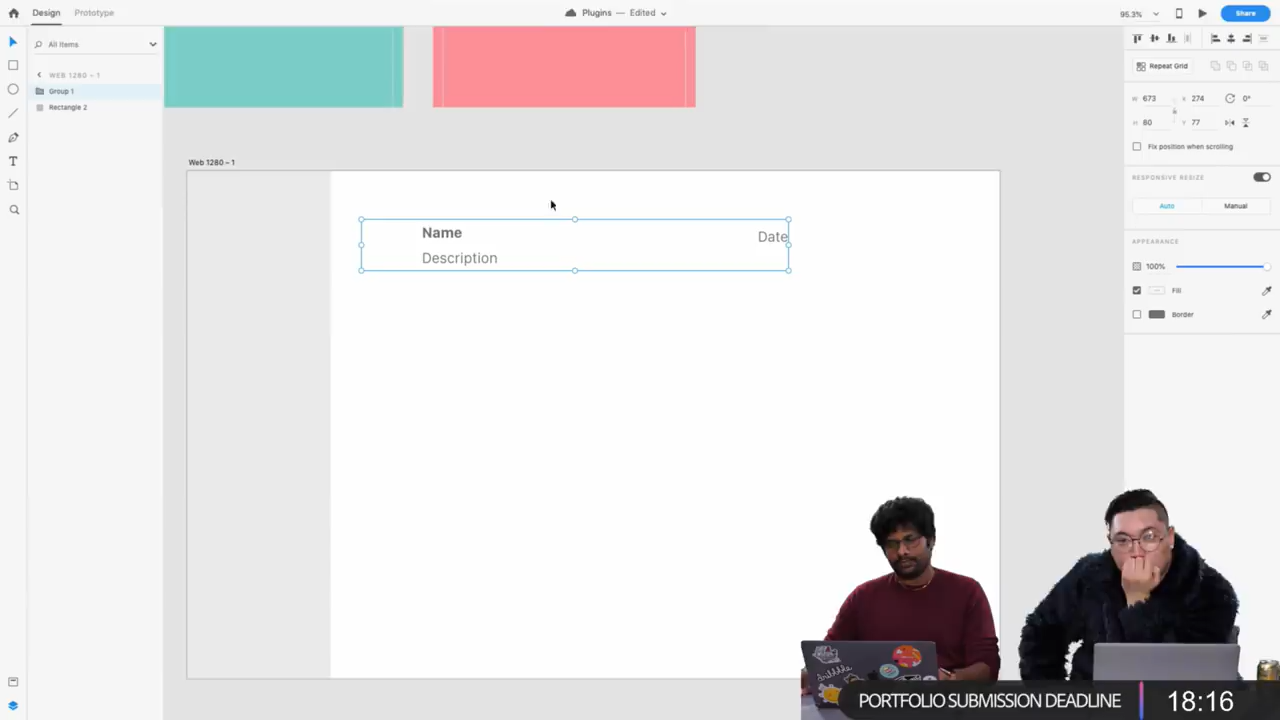 Design
Prototype
Plugins — Edited
95.3%
Share
All Items
WEB 1280 – 1
Group 1
Rectangle 2
Repeat Grid
W 673 X 274 0°
H 80 Y 77
Fix position when scrolling
RESPONSIVE RESIZE
Auto Manual
APPEARANCE
100%
Fill
Border
Web 1280 – 1
Name
Date
Description
PORTFOLIO SUBMISSION DEADLINE 18:16